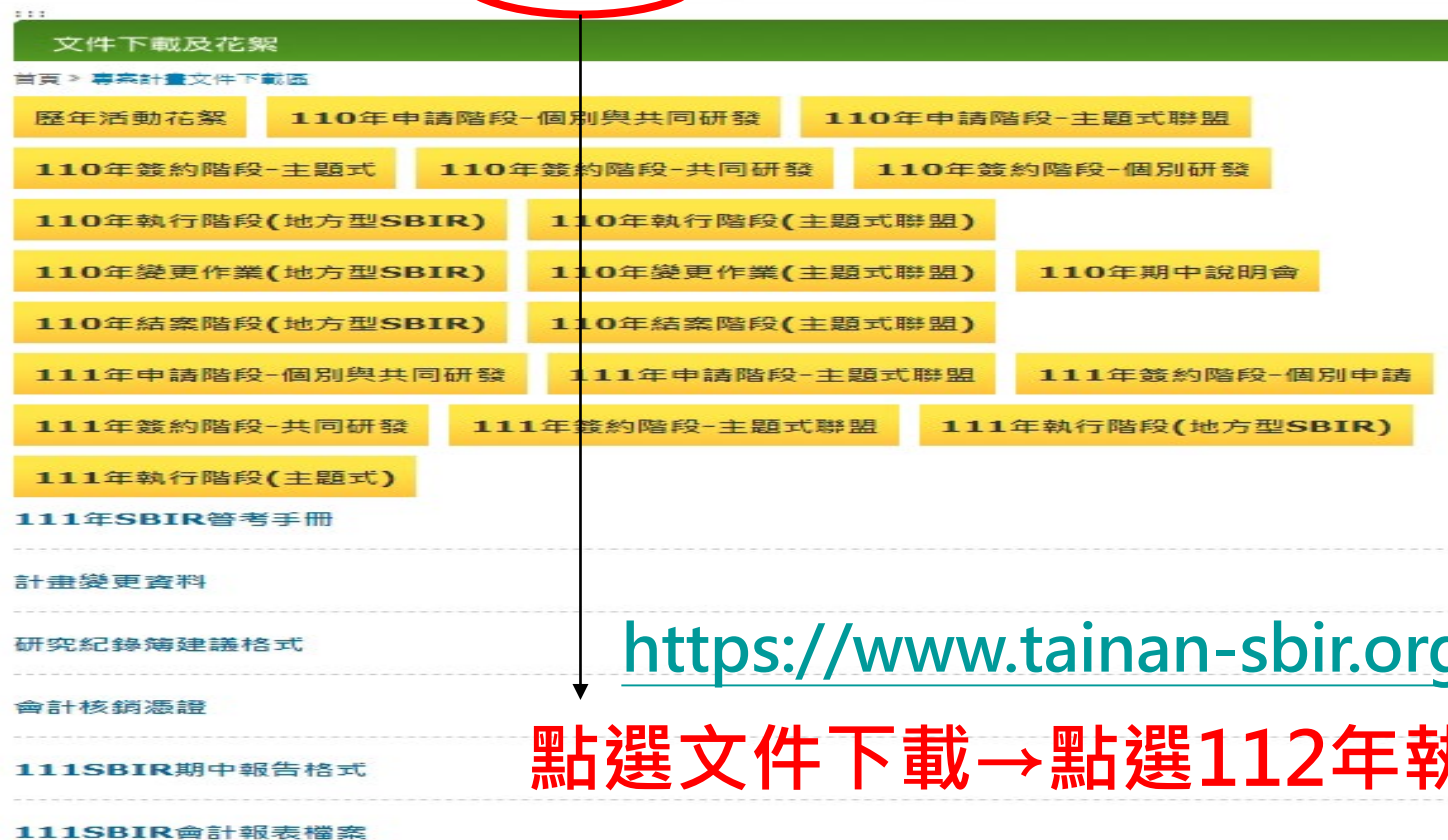 :::
文件下載及花絮
首頁 > 專案計畫文件下載區
歷年活動花絮 110年申請階段-個別與共同研發 110年申請階段-主題式聯盟
110年簽約階段-主題式 110年簽約階段-共同研發 110年簽約階段-個別研發
110年執行階段(地方型SBIR) 110年執行階段(主題式聯盟)
110年變更作業(地方型SBIR) 110年變更作業(主題式聯盟) 110年期中說明會
110年結案階段(地方型SBIR) 110年結案階段(主題式聯盟)
111年申請階段-個別與共同研發 111年申請階段-主題式聯盟 111年簽約階段-個別申請
111年簽約階段-共同研發 111年簽約階段-主題式聯盟 111年執行階段(地方型SBIR)
111年執行階段(主題式)
111年SBIR管考手冊
計畫變更資料
研究紀錄簿建議格式
https://www.tainan-sbir.org
會計核銷憑證
點選文件下載→點選112年執
111SBIR期中報告格式
111SBIR會計報表檔案